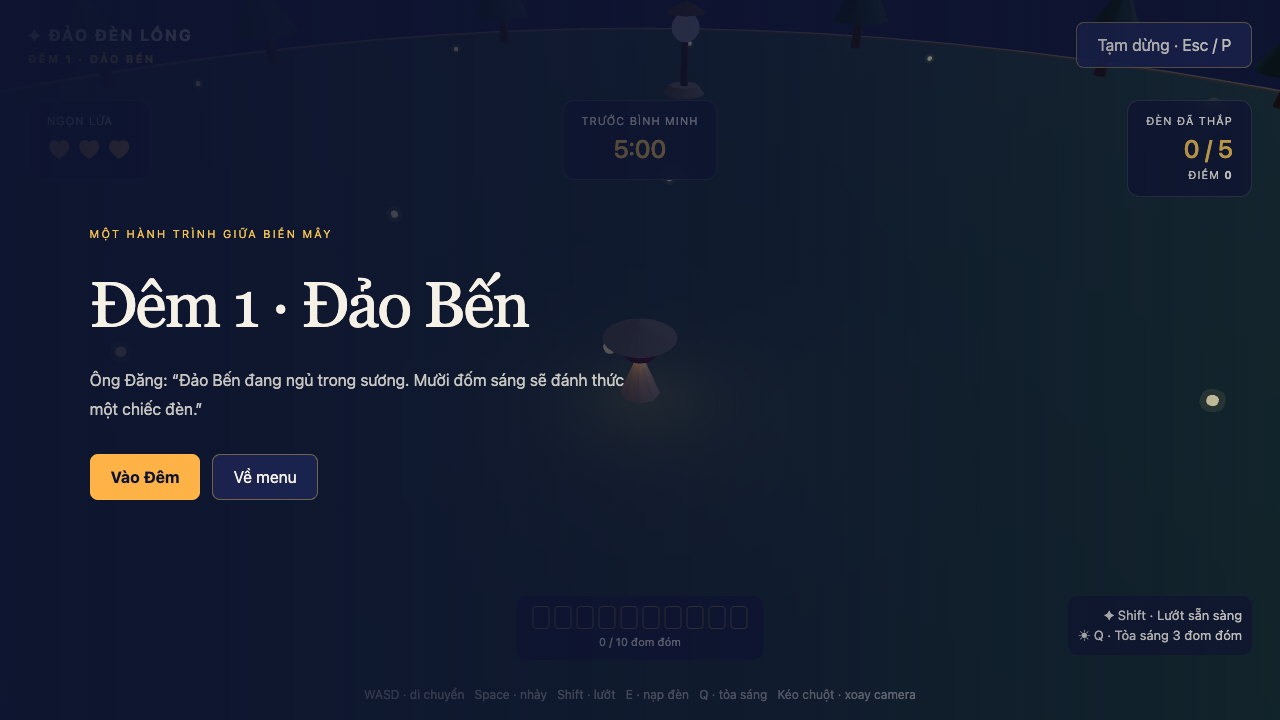 ✦ ĐẢO ĐÈN LỒNG
ĐÊM 1 · ĐẢO BẾN
Tạm dừng · Esc / P
NGỌN LỬA
TRƯỚC BÌNH MINH
5:00
ĐÈN ĐÃ THẮP
0 / 5
ĐIỂM 0
MỘT HÀNH TRÌNH GIỮA BIỂN MÂY
Đêm 1 · Đảo Bến
Ông Đăng: “Đảo Bến đang ngủ trong sương. Mười đốm sáng sẽ đánh thức
một chiếc đèn.”
Vào Đêm
Về menu
0 / 10 đom đóm
✦ Shift · Lướt sẵn sàng
☀ Q · Tỏa sáng 3 đom đóm
WASD · di chuyển Space · nhảy Shift · lướt E · nạp đèn Q · tỏa sáng Kéo chuột · xoay camera